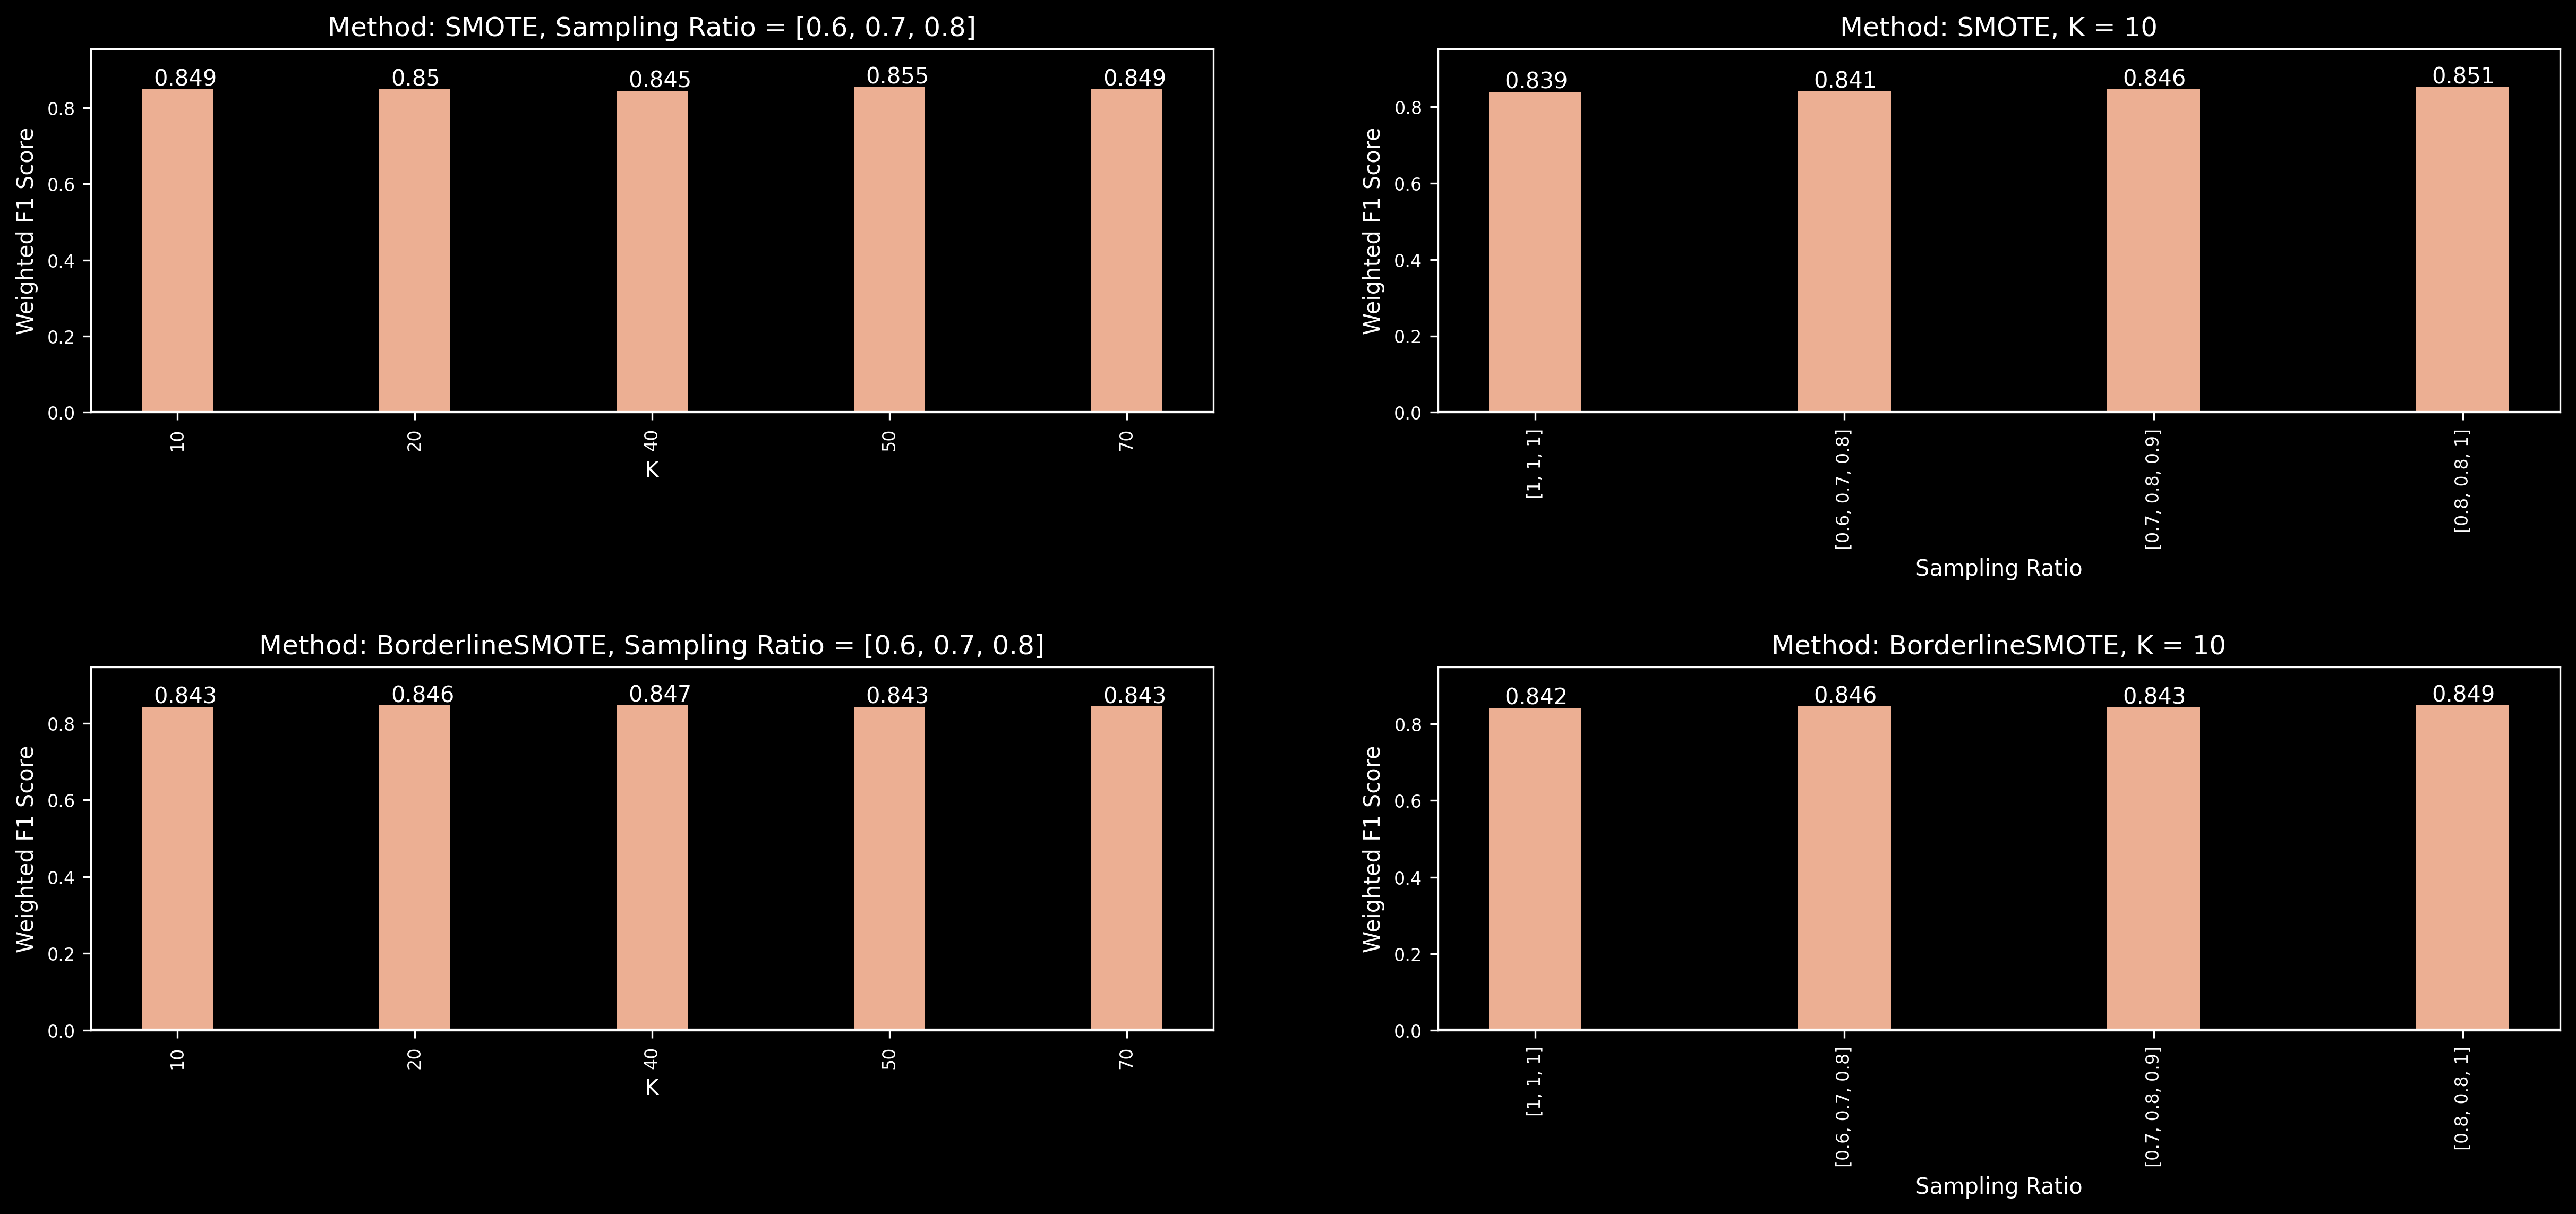 Method: SMOTE, Sampling Ratio = [0.6, 0.7, 0.8]
0.849 0.85 0.845 0.855 0.849
0.8
0.6
0.4
0.2
0.0
Weighted F1 Score
10 20 40 50 70
K
Method: SMOTE, K = 10
0.839 0.841 0.846 0.851
0.8
0.6
0.4
0.2
0.0
Weighted F1 Score
[1, 1, 1]
[0.6, 0.7, 0.8]
[0.7, 0.8, 0.9]
[0.8, 0.8, 1]
Sampling Ratio
Method: BorderlineSMOTE, Sampling Ratio = [0.6, 0.7, 0.8]
0.843 0.846 0.847 0.843 0.843
0.8
0.6
0.4
0.2
0.0
Weighted F1 Score
10 20 40 50 70
K
Method: BorderlineSMOTE, K = 10
0.842 0.846 0.843 0.849
0.8
0.6
0.4
0.2
0.0
Weighted F1 Score
[1, 1, 1]
[0.6, 0.7, 0.8]
[0.7, 0.8, 0.9]
[0.8, 0.8, 1]
Sampling Ratio